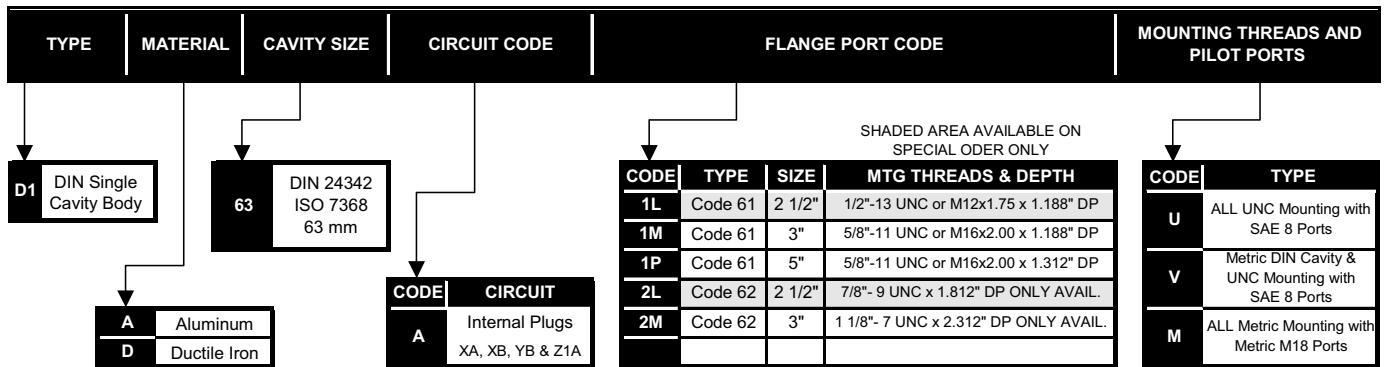 TYPE MATERIAL CAVITY SIZE CIRCUIT CODE FLANGE PORT CODE MOUNTING THREADS AND
PILOT PORTS
D1 DIN Single
Cavity Body
63 DIN 24342
ISO 7368
63 mm
A Aluminum
D Ductile Iron
CODE CIRCUIT
A Internal Plugs
XA, XB, YB & Z1A
SHADED AREA AVAILABLE ON
SPECIAL ODER ONLY
CODE TYPE SIZE MTG THREADS & DEPTH
1L Code 61 2 1/2" 1/2"-13 UNC or M12x1.75 x 1.188" DP
1M Code 61 3" 5/8"-11 UNC or M16x2.00 x 1.188" DP
1P Code 61 5" 5/8"-11 UNC or M16x2.00 x 1.312" DP
2L Code 62 2 1/2" 7/8"- 9 UNC x 1.812" DP ONLY AVAIL.
2M Code 62 3" 1 1/8"- 7 UNC x 2.312" DP ONLY AVAIL.
CODE TYPE
U ALL UNC Mounting with
SAE 8 Ports
V Metric DIN Cavity &
UNC Mounting with
SAE 8 Ports
M ALL Metric Mounting with
Metric M18 Ports